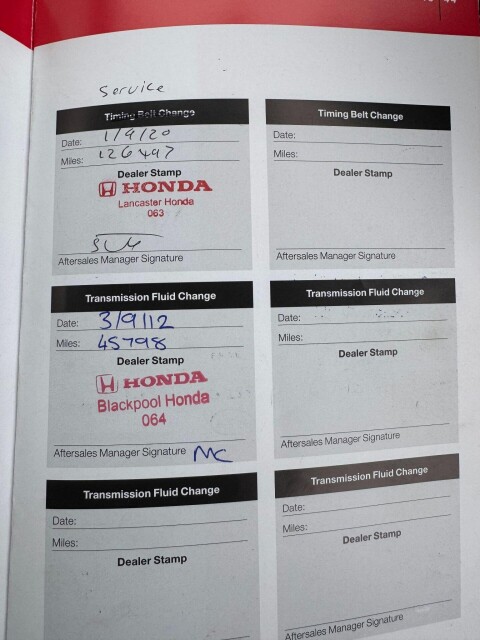 Service
Timing Belt Change
Date: 1/9/20
Miles: 126497
Dealer Stamp
HONDA
Lancaster Honda
063
Aftersales Manager Signature
Timing Belt Change
Date:
Miles:
Dealer Stamp
Aftersales Manager Signature
Transmission Fluid Change
Date: 3/9/12
Miles: 45798
Dealer Stamp
HONDA
Blackpool Honda
064
Aftersales Manager Signature MC
Transmission Fluid Change
Date:
Miles:
Dealer Stamp
Aftersales Manager Signature
Transmission Fluid Change
Date:
Miles:
Dealer Stamp
Transmission Fluid Change
Date:
Miles:
Dealer Stamp
Aftersales Manager Signature